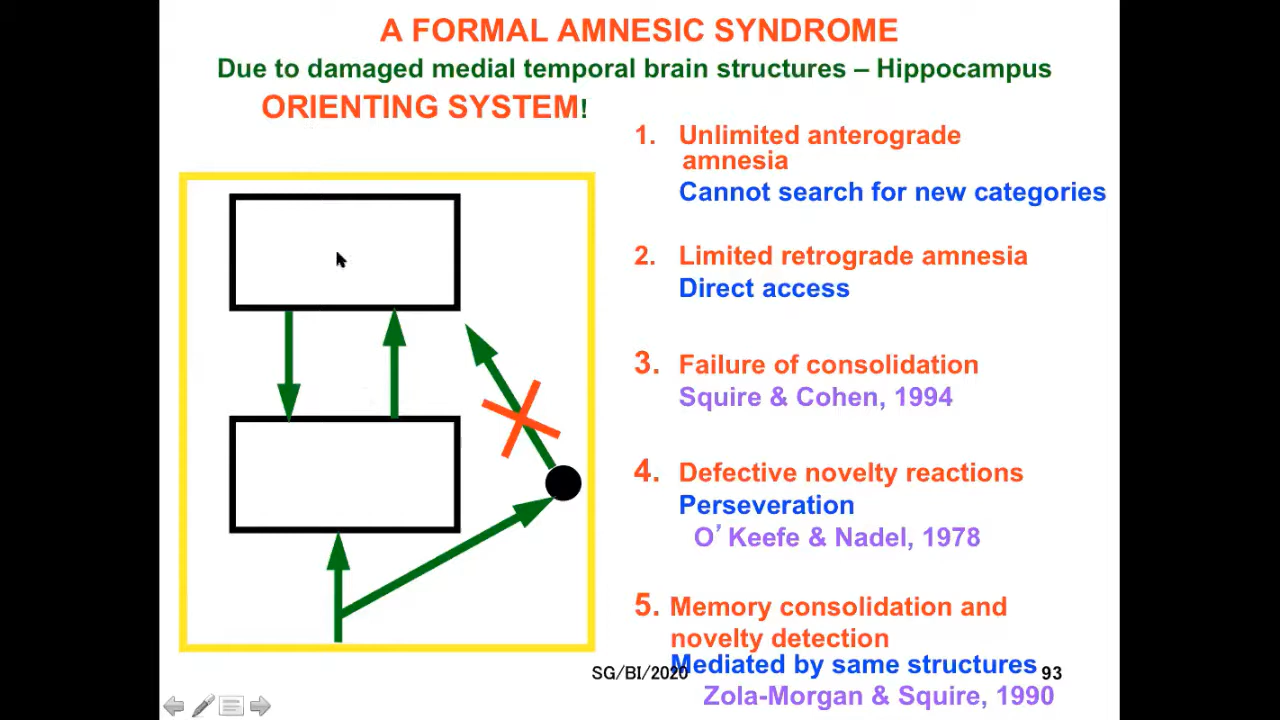 A FORMAL AMNESIC SYNDROME
Due to damaged medial temporal brain structures – Hippocampus
ORIENTING SYSTEM!
1. Unlimited anterograde
amnesia
Cannot search for new categories
2. Limited retrograde amnesia
Direct access
3. Failure of consolidation
Squire & Cohen, 1994
4. Defective novelty reactions
Perseveration
O’ Keefe & Nadel, 1978
5. Memory consolidation and
novelty detection
Mediated by same structures
SG/BI/2020 93
Zola-Morgan & Squire, 1990